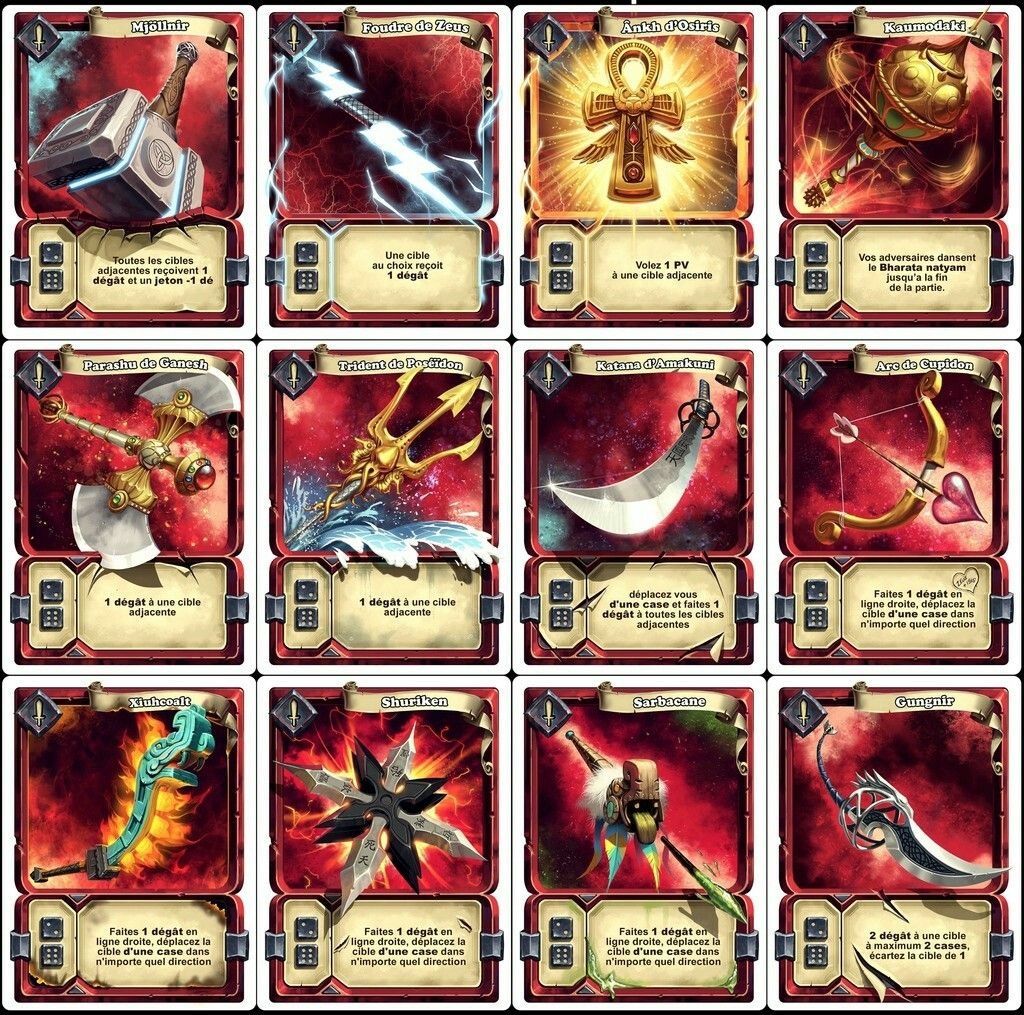 Mjöllnir
Toutes les cibles
adjacentes reçoivent 1
dégât et un jeton -1 dé
Foudre de Zeus
Une cible
au choix reçoit
1 dégât
Ânkh d'Osiris
Volez 1 PV
à une cible adjacente
Kaumodaki
Vos adversaires dansent
le Bharata natyam
jusqu'a la fin
de la partie.
Parashu de Ganesh
1 dégât à une cible
adjacente
Trident de Poséidon
1 dégât à une cible
adjacente
Katana d'Amakuni
déplacez vous
d'une case et faites 1
dégât à toutes les cibles
adjacentes
Arc de Cupidon
Faites 1 dégât en
ligne droite, déplacez la
cible d'une case dans
n'importe quel direction
Xiuhcoalt
Faites 1 dégât en
ligne droite, déplacez la
cible d'une case dans
n'importe quel direction
Shuriken
Faites 1 dégât en
ligne droite, déplacez la
cible d'une case dans
n'importe quel direction
Sarbacane
Faites 1 dégât en
ligne droite, déplacez la
cible d'une case dans
n'importe quel direction
Gungnir
2 dégât à une cible
à maximum 2 cases,
écartez la cible de 1